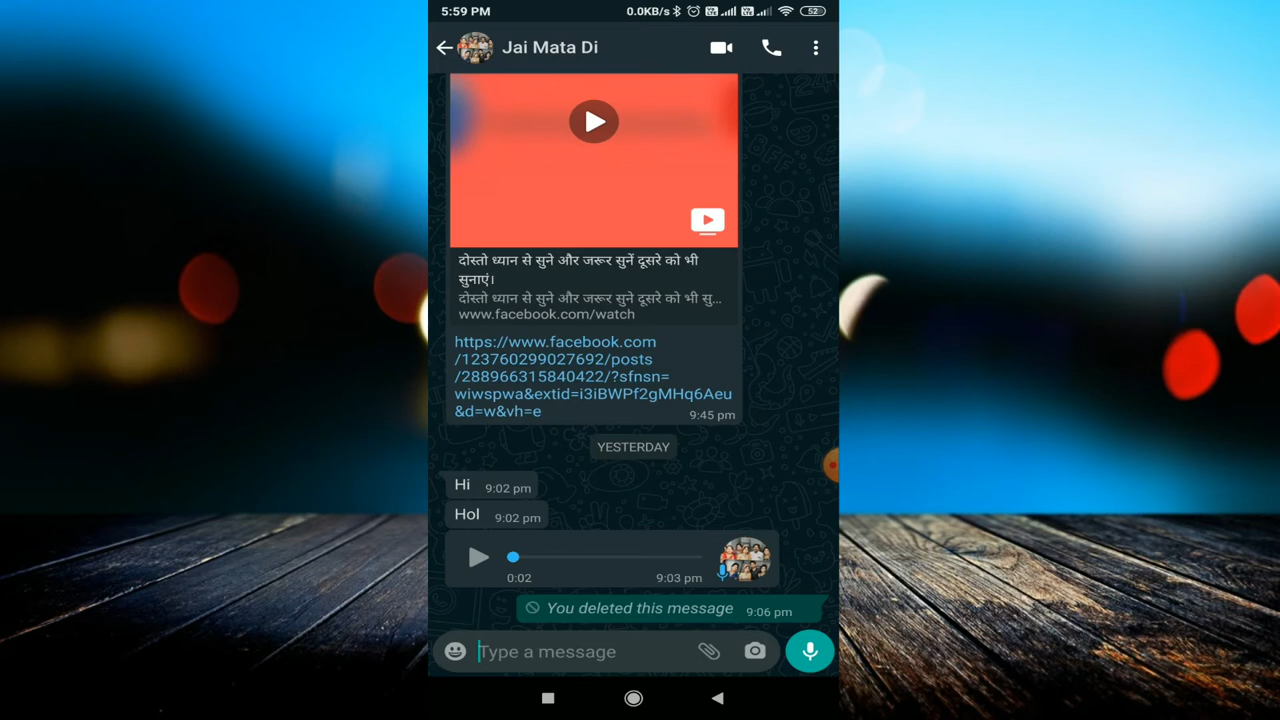 5:59 PM
0.0KB/s
52
Jai Mata Di
दोस्तो ध्यान से सुने और जरूर सुनें दूसरे को भी
सुनाएं।
दोस्तो ध्यान से सुने और जरूर सुने दूसरे को भी सु...
www.facebook.com/watch
https://www.facebook.com
/123760299027692/posts
/288966315840422/?sfnsn=
wiwspwa&extid=i3iBWPf2gMHq6Aeu
&d=w&vh=e
9:45 pm
YESTERDAY
Hi 9:02 pm
Hol 9:02 pm
0:02 9:03 pm
You deleted this message 9:06 pm
Type a message